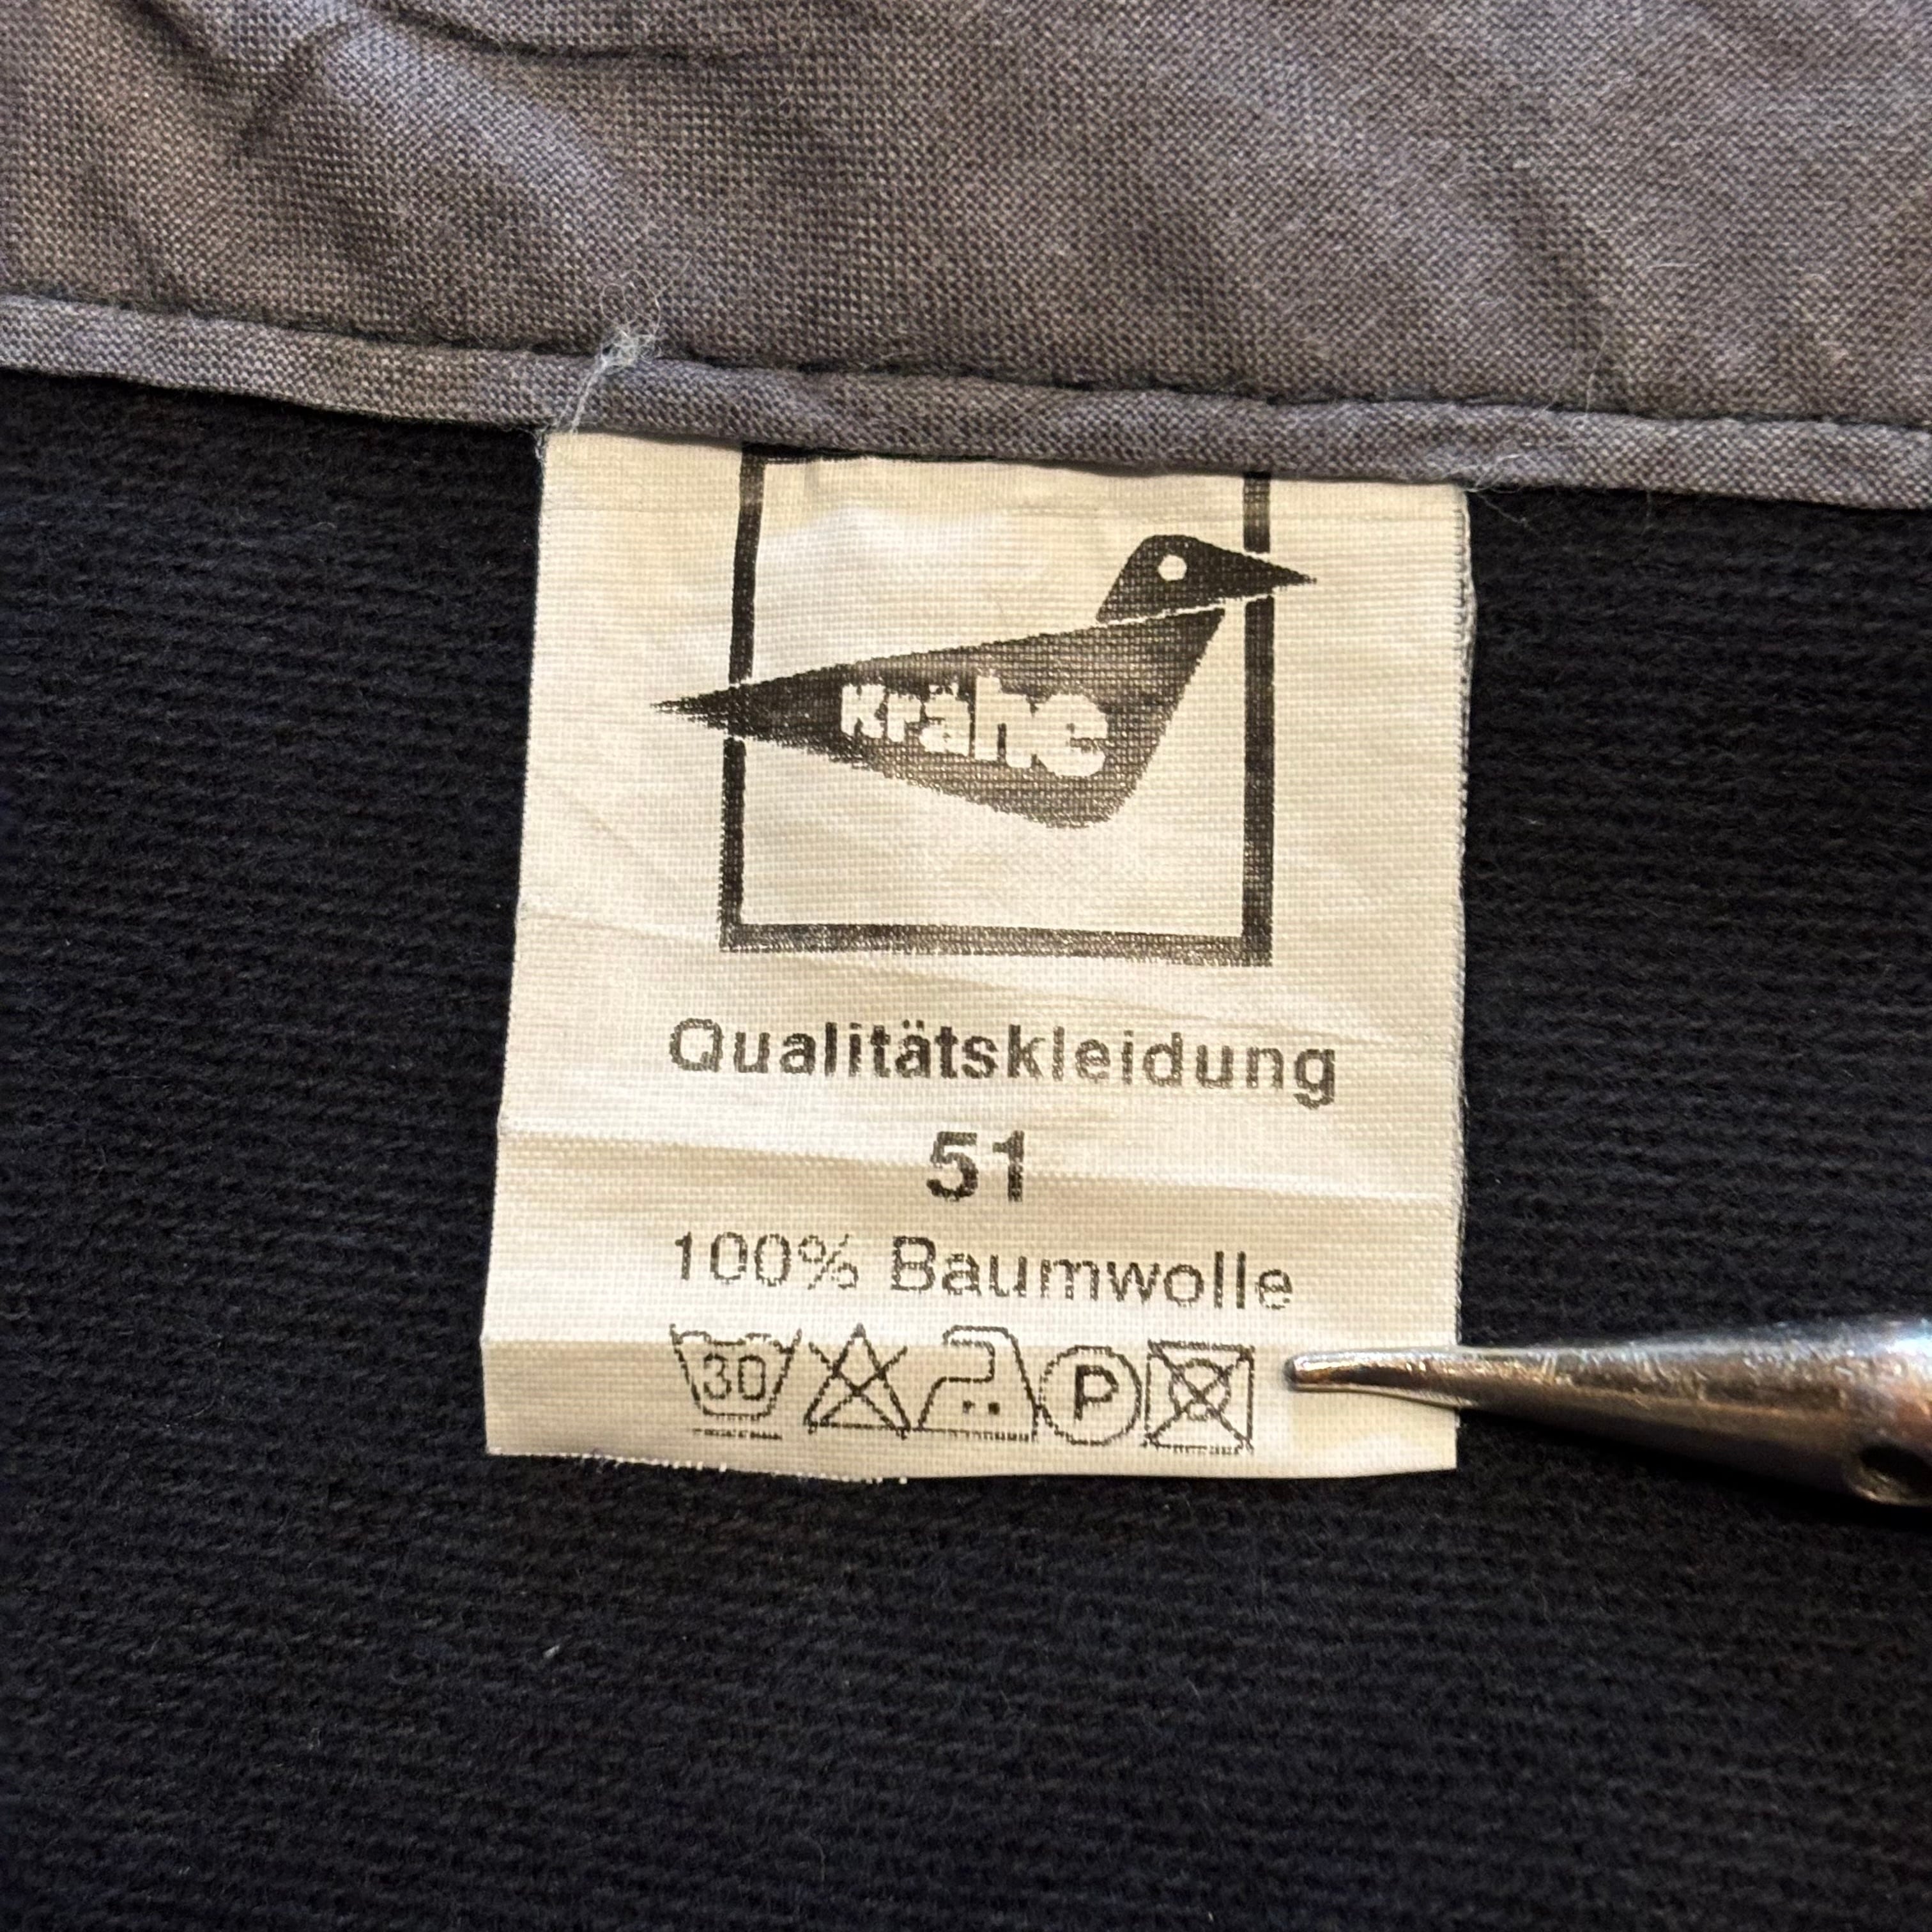 krähe
Qualitätskleidung
51
100% Baumwolle
30 P